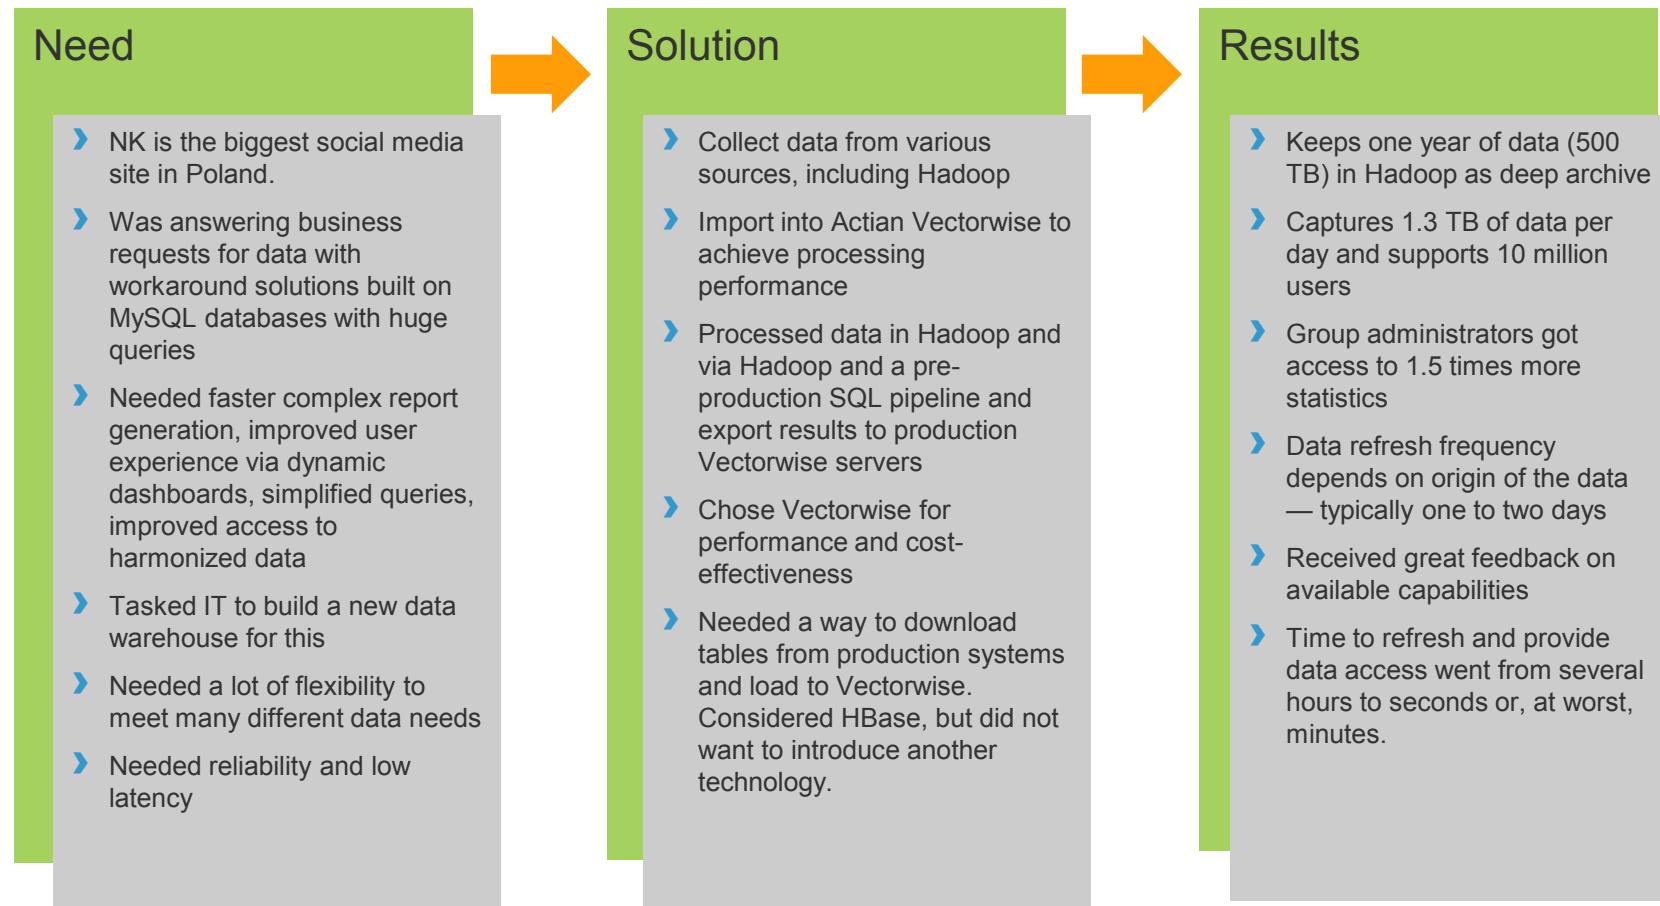 Need
NK is the biggest social media
site in Poland.
Was answering business
requests for data with
workaround solutions built on
MySQL databases with huge
queries
Needed faster complex report
generation, improved user
experience via dynamic
dashboards, simplified queries,
improved access to
harmonized data
Tasked IT to build a new data
warehouse for this
Needed a lot of flexibility to
meet many different data needs
Needed reliability and low
latency
Solution
Collect data from various
sources, including Hadoop
Import into Actian Vectorwise to
achieve processing
performance
Processed data in Hadoop and
via Hadoop and a pre-
production SQL pipeline and
export results to production
Vectorwise servers
Chose Vectorwise for
performance and cost-
effectiveness
Needed a way to download
tables from production systems
and load to Vectorwise.
Considered HBase, but did not
want to introduce another
technology.
Results
Keeps one year of data (500
TB) in Hadoop as deep archive
Captures 1.3 TB of data per
day and supports 10 million
users
Group administrators got
access to 1.5 times more
statistics
Data refresh frequency
depends on origin of the data
— typically one to two days
Received great feedback on
available capabilities
Time to refresh and provide
data access went from several
hours to seconds or, at worst,
minutes.